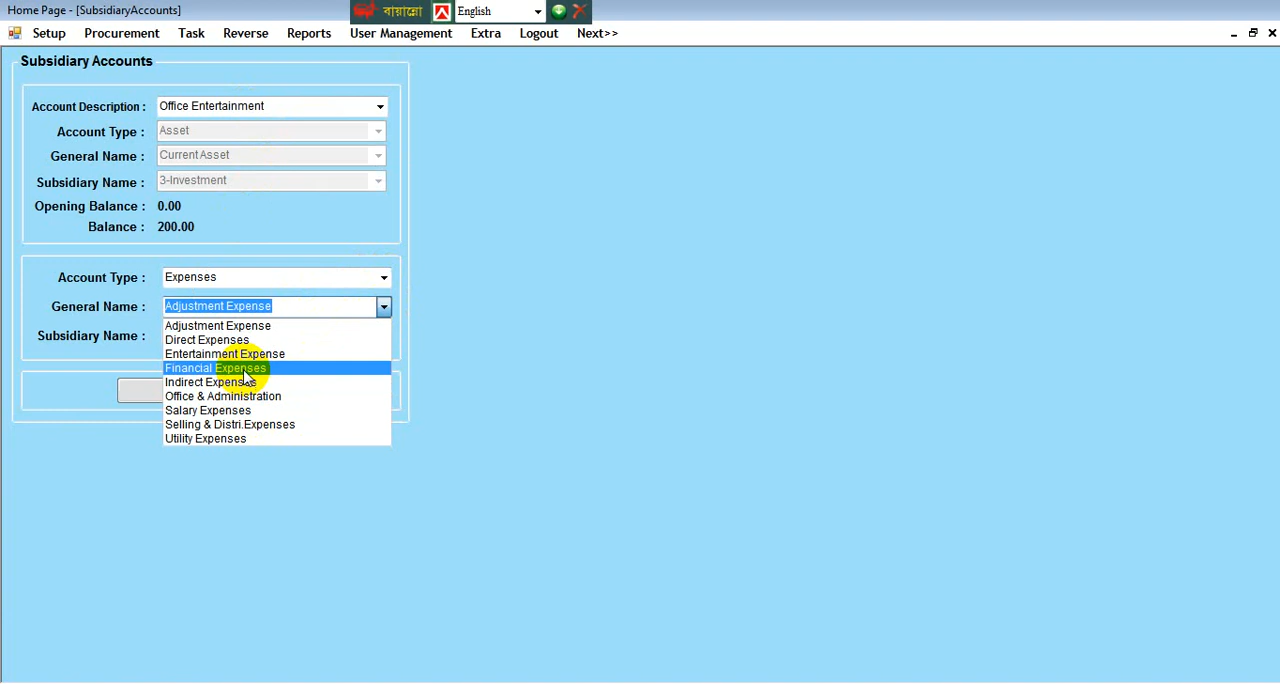 Home Page - [SubsidiaryAccounts]
বায়ান্নো English
Setup Procurement Task Reverse Reports User Management Extra Logout Next>>
Subsidiary Accounts
Account Description : Office Entertainment
Account Type : Asset
General Name : Current Asset
Subsidiary Name : 3-Investment
Opening Balance : 0.00
Balance : 200.00
Account Type : Expenses
General Name : Adjustment Expense
Subsidiary Name :
Adjustment Expense
Direct Expenses
Entertainment Expense
Financial Expenses
Indirect Expenses
Office & Administration
Salary Expenses
Selling & Distri.Expenses
Utility Expenses